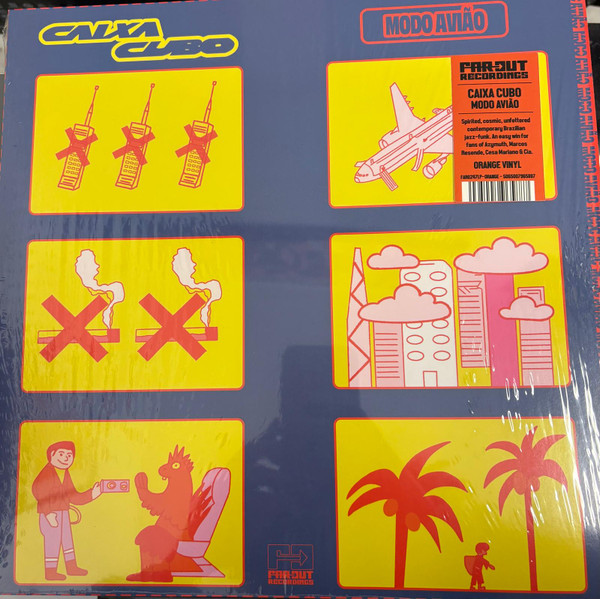 CAIXA
CUBO
MODO AVIÃO
FAR-OUT
RECORDINGS
CAIXA CUBO
MODO AVIÃO
Spirited, cosmic, unfettered
contemporary Brazilian
jazz-funk. An easy win for
fans of Azymuth, Marcos
Resende, Cesar Mariano & Cia.
ORANGE VINYL
FAR-OUT
RECORDINGS